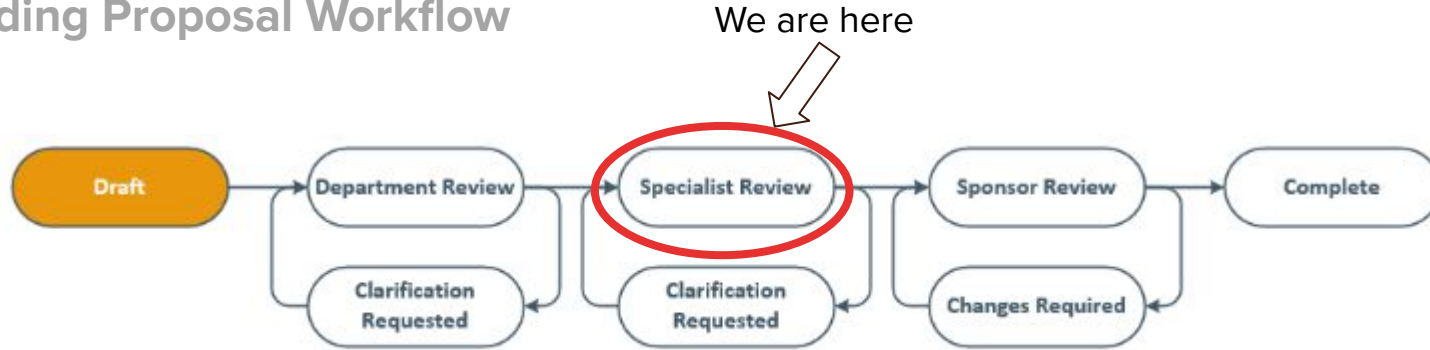 ding Proposal Workflow
We are here
Draft
Department Review
Specialist Review
Sponsor Review
Complete
Clarification
Requested
Clarification
Requested
Changes Required